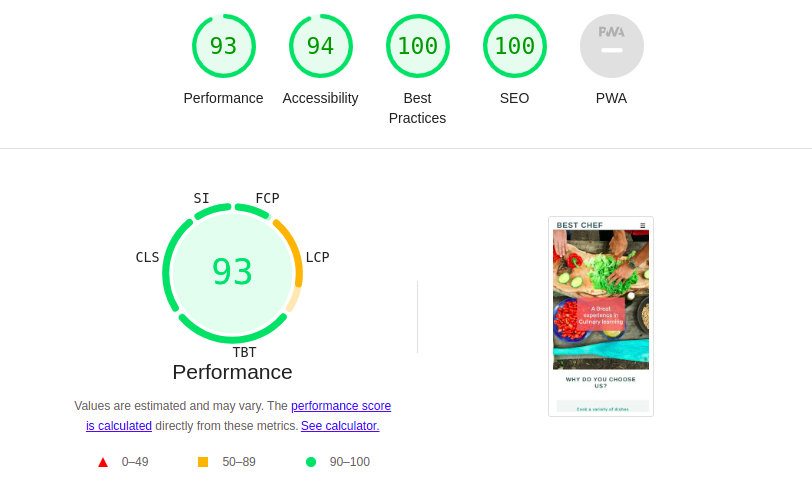 93
94
100
100
PWA
Performance
Accessibility
Best
Practices
SEO
PWA
SI
FCP
CLS
LCP
93
TBT
Performance
Values are estimated and may vary. The performance score
is calculated directly from these metrics. See calculator.
0–49
50–89
90–100
BEST CHEF
A Great
experience in
Culinary learning
WHY DO YOU CHOOSE
US?
Cook a variety of dishes